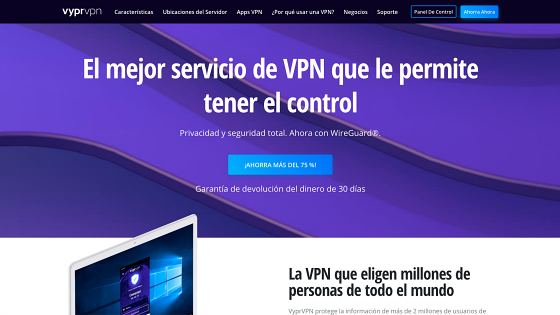 vyprvpn
Características Ubicaciones del Servidor Apps VPN ¿Por qué usar una VPN? Negocios Soporte Panel De Control Ahorra Ahora
El mejor servicio de VPN que le permite
tener el control
Privacidad y seguridad total. Ahora con WireGuard®.
¡AHORRA MÁS DEL 75 %!
Garantía de devolución del dinero de 30 días
La VPN que eligen millones de
personas de todo el mundo
VyprVPN protege la información de más de 2 millones de usuarios de